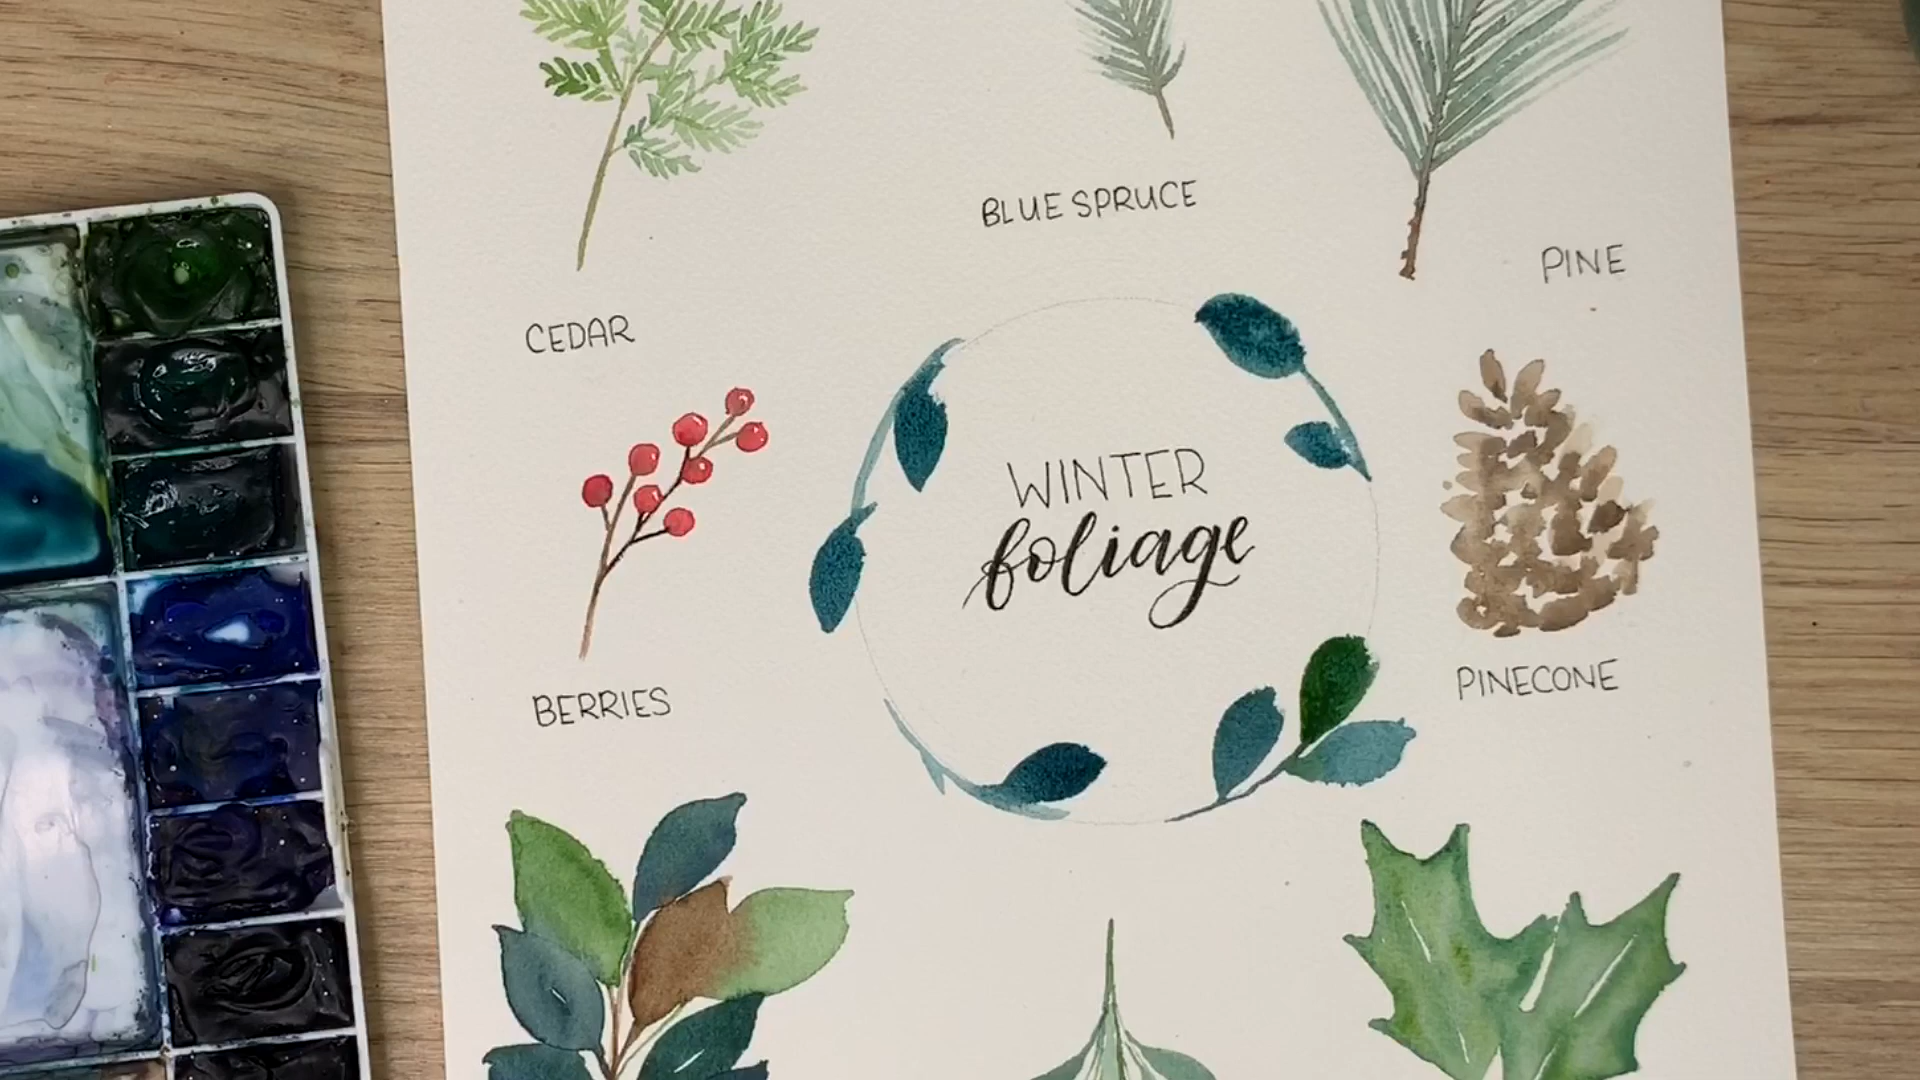 BLUE SPRUCE
PINE
CEDAR
WINTER
foliage
PINECONE
BERRIES